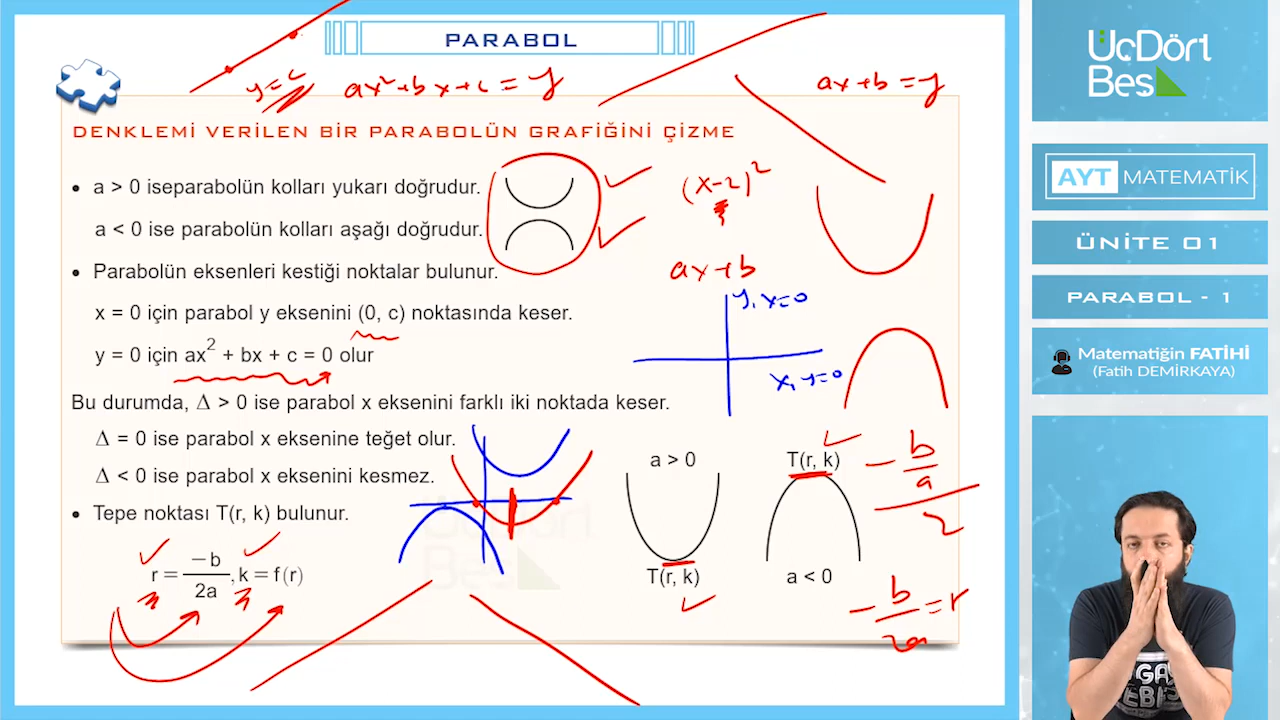 PARABOL
y=c
ax²+bx+c=y
ax+b=y
DENKLEMİ VERİLEN BİR PARABOLÜN GRAFİĞİNİ ÇİZME
• a > 0 iseparabolün kolları yukarı doğrudur.
a < 0 ise parabolün kolları aşağı doğrudur.
(x-2)²
• Parabolün eksenleri kestiği noktalar bulunur.
ax+b
x = 0 için parabol y eksenini (0, c) noktasında keser.
y, x=0
y = 0 için ax² + bx + c = 0 olur
x, y=0
Bu durumda, Δ > 0 ise parabol x eksenini farklı iki noktada keser.
Δ = 0 ise parabol x eksenine teğet olur.
Δ < 0 ise parabol x eksenini kesmez.
• Tepe noktası T(r, k) bulunur.
r = −b/2a, k = f(r)
a > 0
T(r, k)
T(r, k)
a < 0
-b/a
2
-b/2a=r
ÜçDört
Beş
AYT MATEMATİK
ÜNİTE 01
PARABOL - 1
Matematiğin FATİHİ
(Fatih DEMİRKAYA)